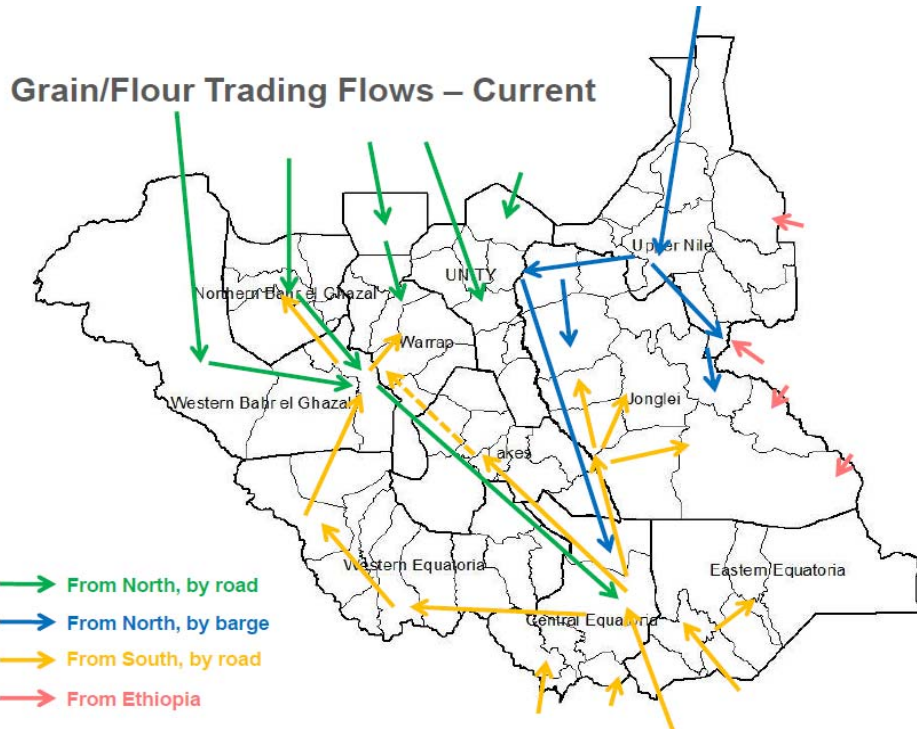 Grain/Flour Trading Flows – Current
Upper Nile
UNITY
Northern Bahr el Ghazal
Warrap
Western Bahr el Ghazal
Jonglei
Lakes
Western Equatoria
Eastern Equatoria
Central Equatoria
From North, by road
From North, by barge
From South, by road
From Ethiopia